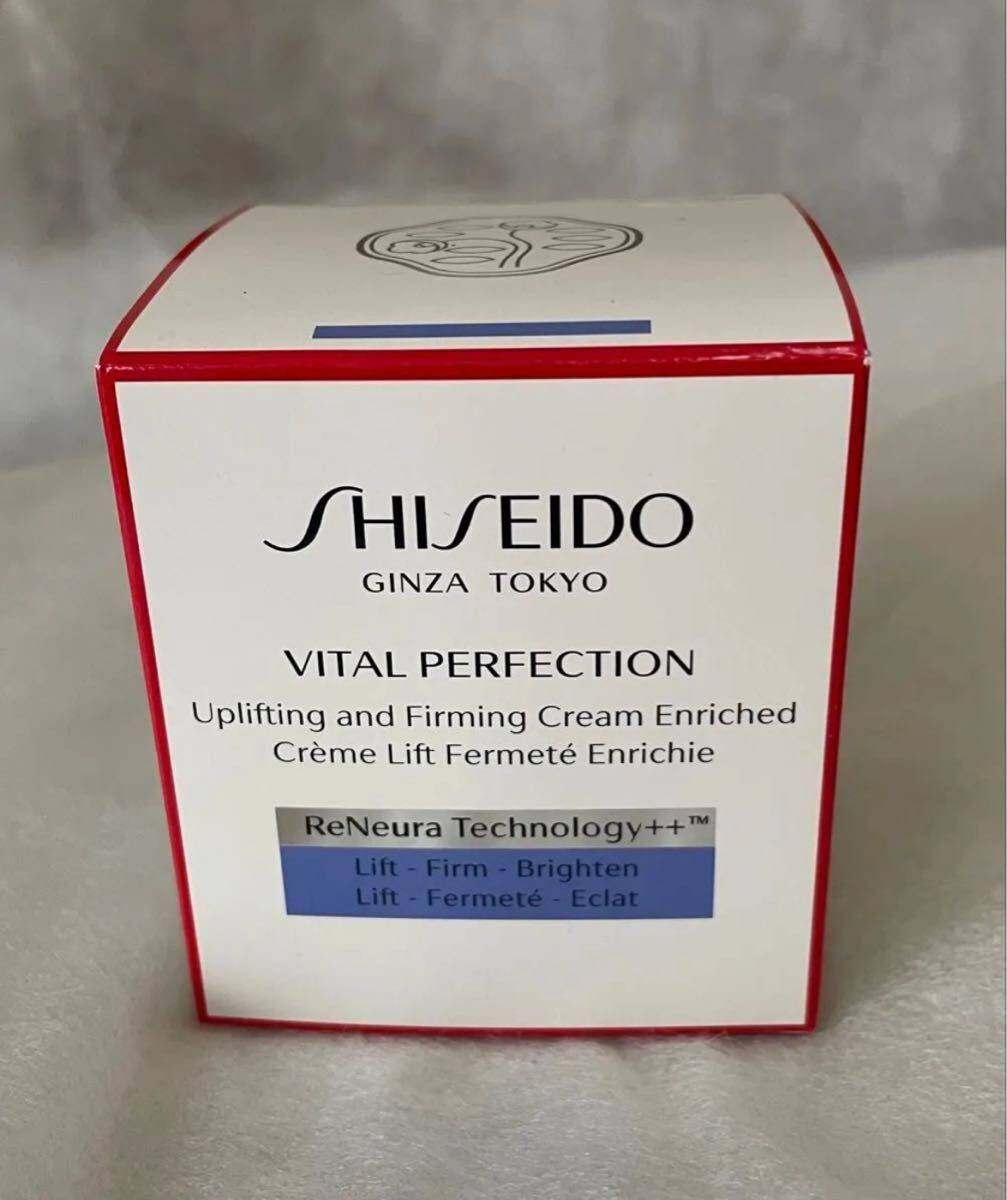 SHISEIDO
GINZA TOKYO
VITAL PERFECTION
Uplifting and Firming Cream Enriched
Crème Lift Fermeté Enrichie
ReNeura Technology++™
Lift - Firm - Brighten
Lift - Fermeté - Eclat